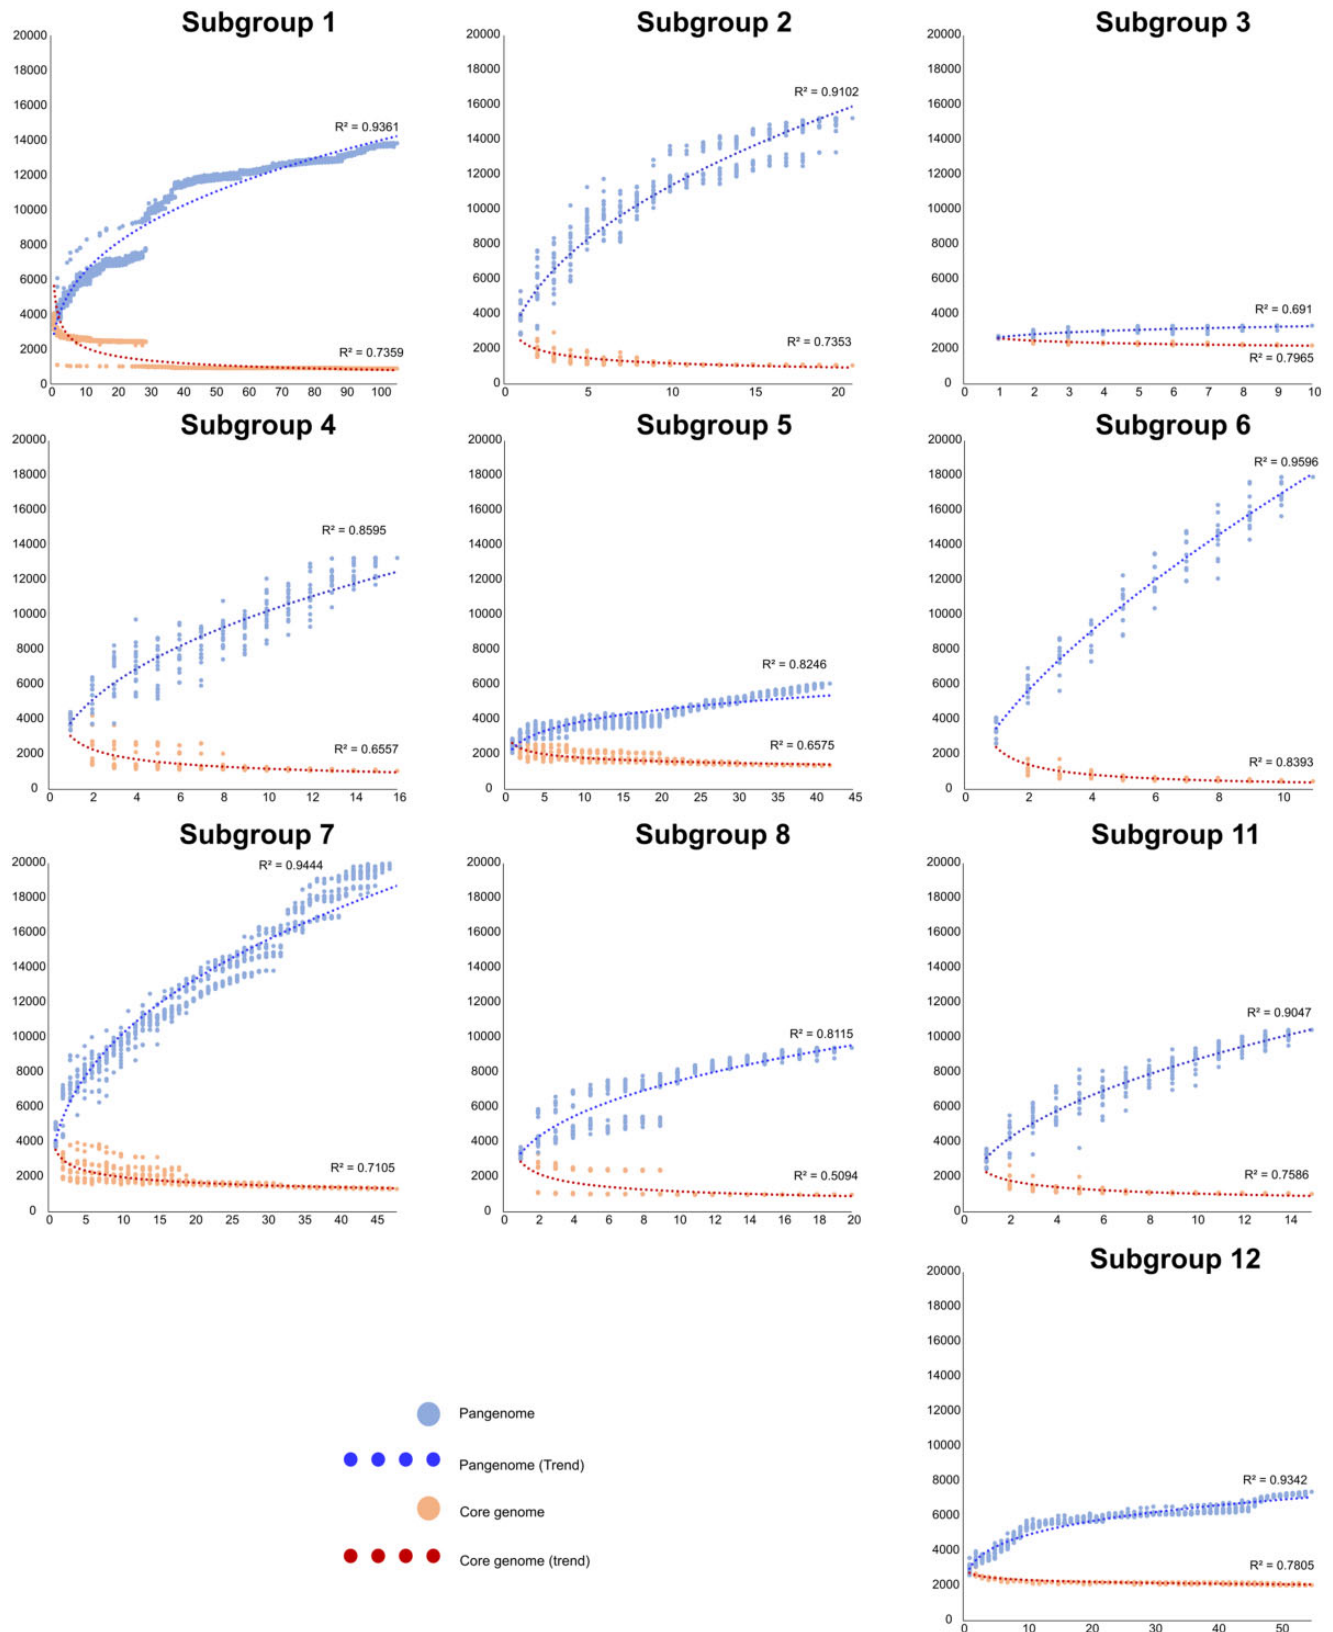 Subgroup 1
20000
18000
16000
14000
12000
10000
8000
6000
4000
2000
0
R² = 0.9361
R² = 0.7359
0 10 20 30 40 50 60 70 80 90 100
Subgroup 2
20000
18000
16000
14000
12000
10000
8000
6000
4000
2000
0
R² = 0.9102
R² = 0.7353
0 5 10 15 20
Subgroup 3
20000
18000
16000
14000
12000
10000
8000
6000
4000
2000
0
R² = 0.691
R² = 0.7965
0 1 2 3 4 5 6 7 8 9 10
Subgroup 4
20000
18000
16000
14000
12000
10000
8000
6000
4000
2000
0
R² = 0.8595
R² = 0.6557
0 2 4 6 8 10 12 14 16
Subgroup 5
20000
18000
16000
14000
12000
10000
8000
6000
4000
2000
0
R² = 0.8246
R² = 0.6575
0 5 10 15 20 25 30 35 40 45
Subgroup 6
20000
18000
16000
14000
12000
10000
8000
6000
4000
2000
0
R² = 0.9596
R² = 0.8393
0 2 4 6 8 10
Subgroup 7
20000
18000
16000
14000
12000
10000
8000
6000
4000
2000
0
R² = 0.9444
R² = 0.7105
0 5 10 15 20 25 30 35 40 45
Subgroup 8
20000
18000
16000
14000
12000
10000
8000
6000
4000
2000
0
R² = 0.8115
R² = 0.5094
0 2 4 6 8 10 12 14 16 18 20
Subgroup 11
20000
18000
16000
14000
12000
10000
8000
6000
4000
2000
0
R² = 0.9047
R² = 0.7586
0 2 4 6 8 10 12 14
Subgroup 12
20000
18000
16000
14000
12000
10000
8000
6000
4000
2000
0
R² = 0.9342
R² = 0.7805
0 10 20 30 40 50
Pangenome
Pangenome (Trend)
Core genome
Core genome (trend)